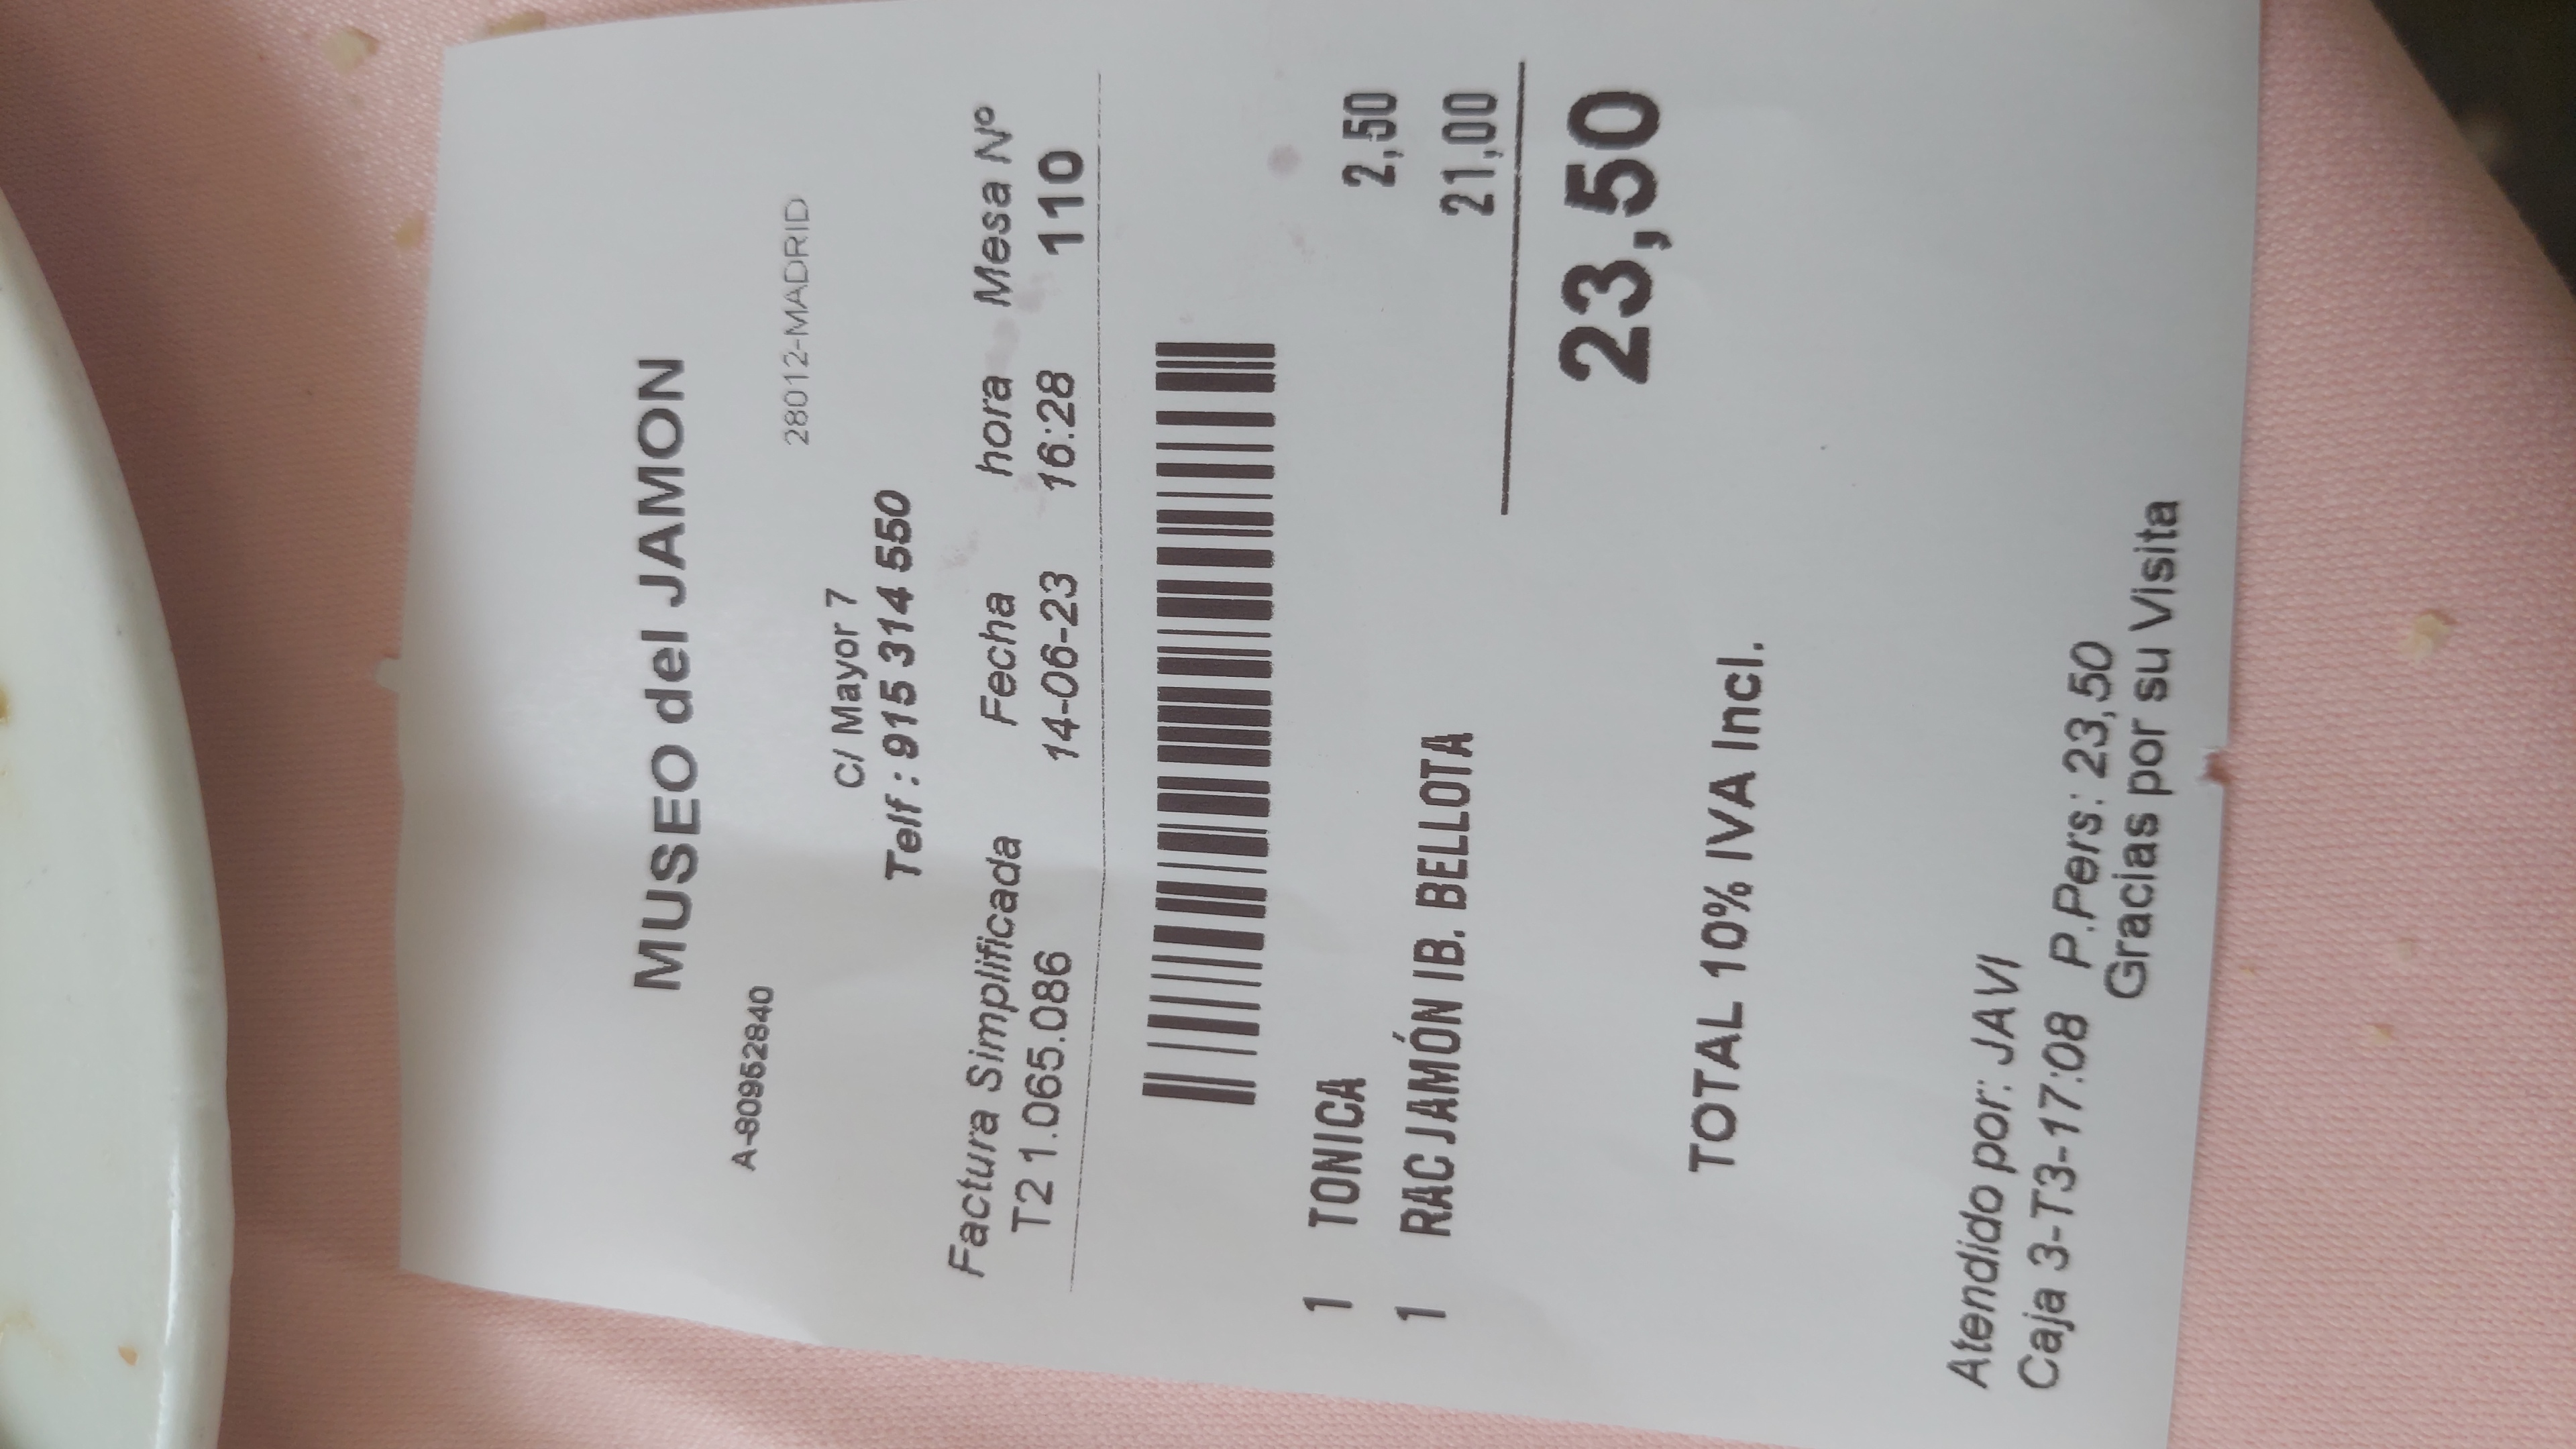 MUSEO del JAMON
A-80952840
28012-MADRID
C/ Mayor 7
Telf : 915 314 550
Factura Simplificada Fecha hora Mesa Nº
T2 1.065.086 14-06-23 16:28 110
1 TONICA 2,50
1 RAC JAMÓN IB. BELLOTA 21,00
23,50
TOTAL 10% IVA Incl.
Atendido por: JAVI
Caja 3-T3-17:08 P.Pers: 23,50
Gracias por su Visita